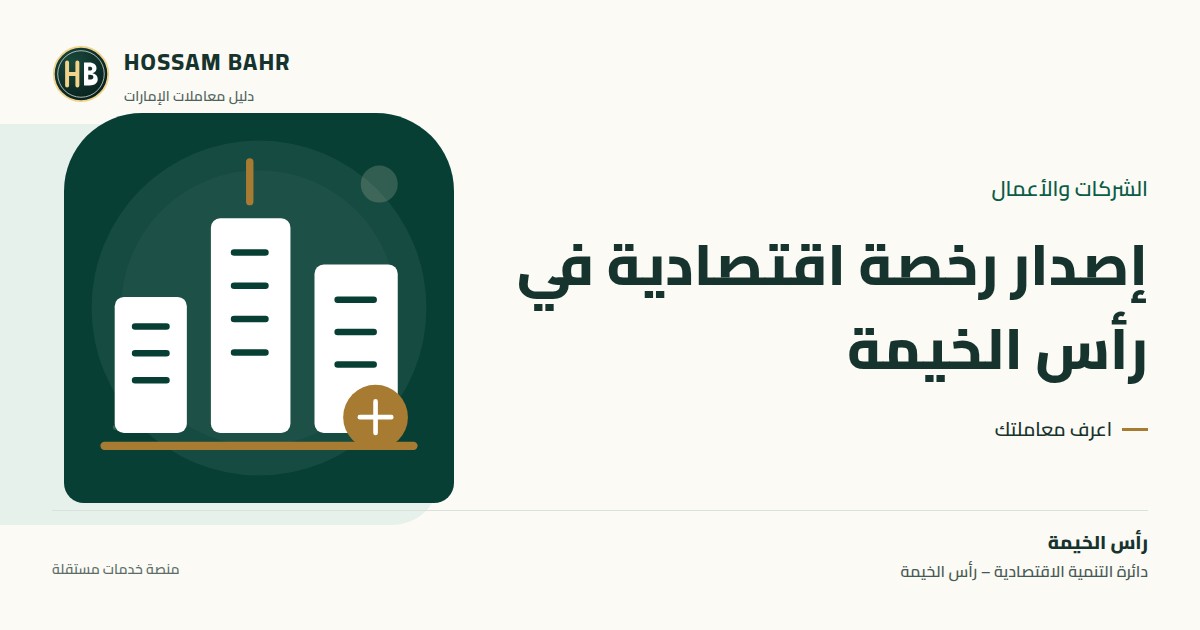 HB
HOSSAM BAHR
دليل معاملات الإمارات
الشركات والأعمال
إصدار رخصة اقتصادية في
رأس الخيمة
اعرف معاملتك
رأس الخيمة
دائرة التنمية الاقتصادية – رأس الخيمة
منصة خدمات مستقلة